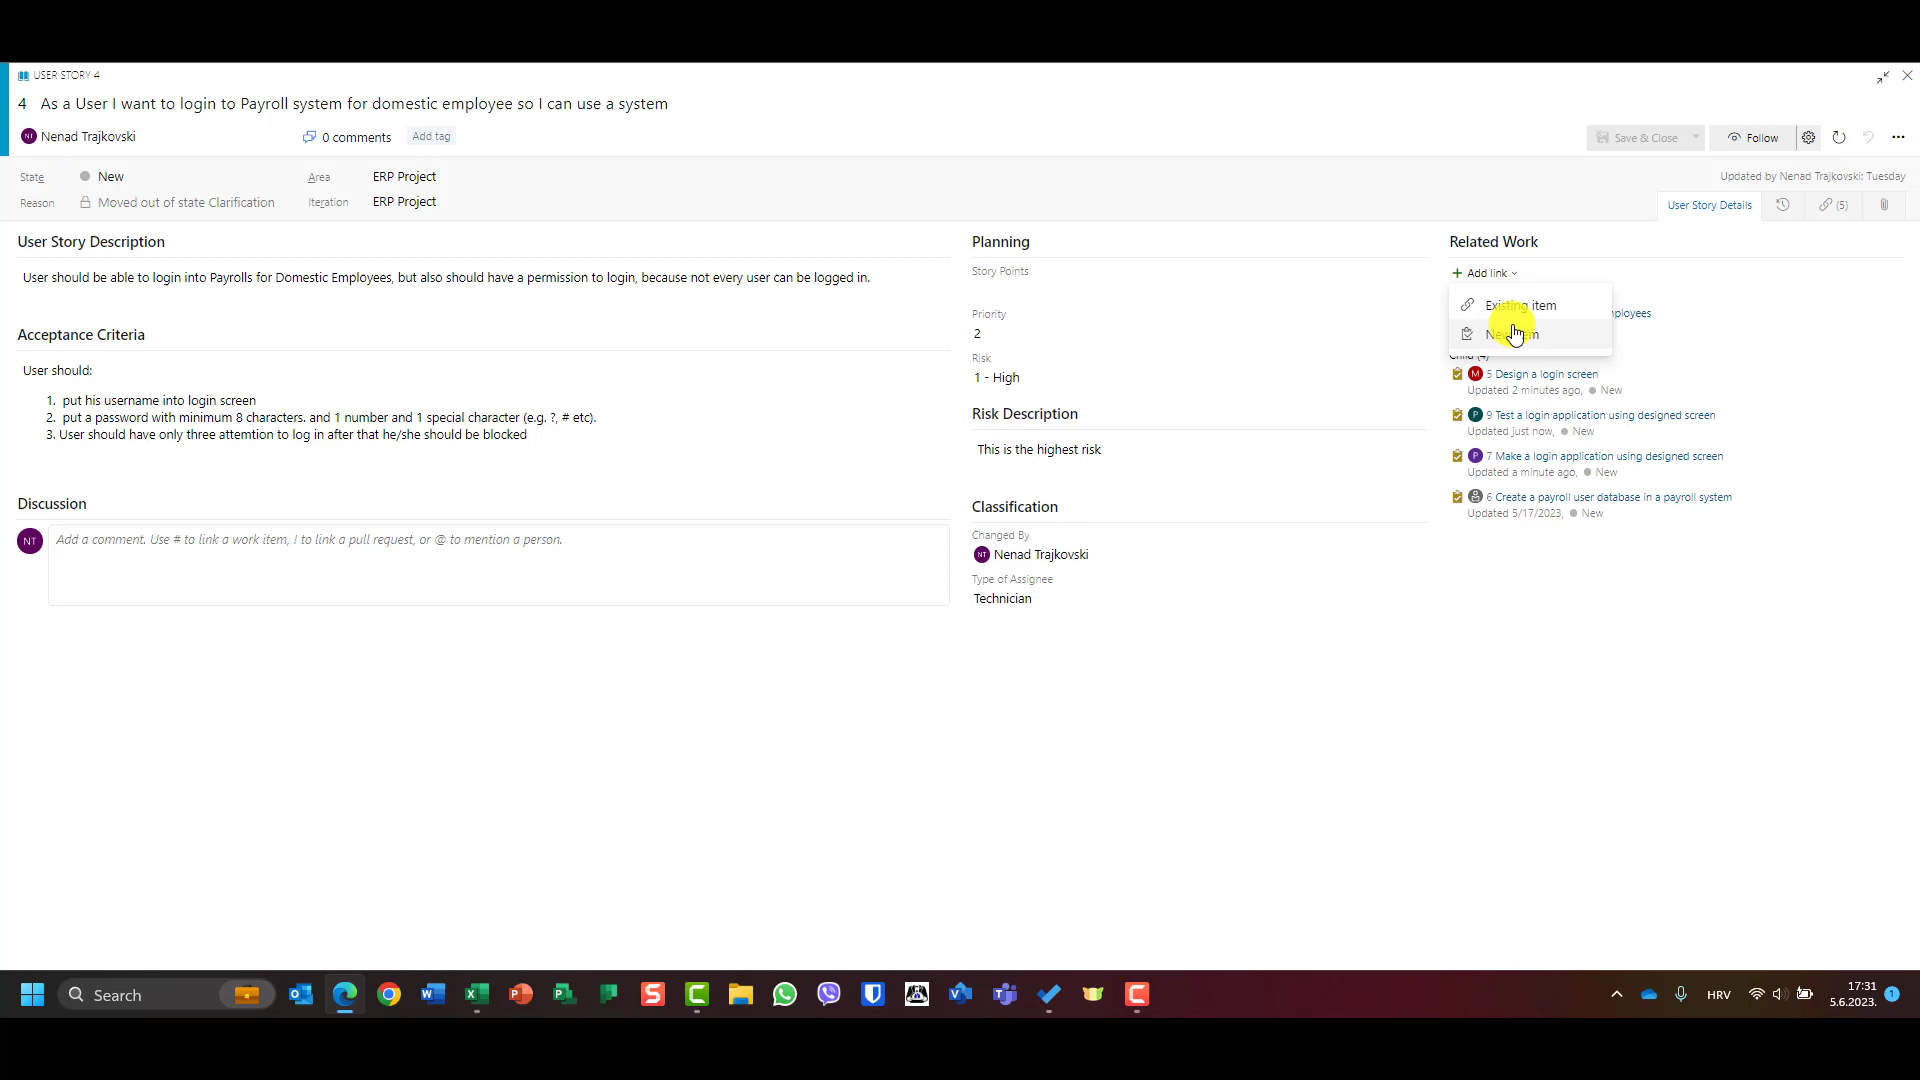 USER STORY 4
4 As a User I want to login to Payroll system for domestic employee so I can use a system
NT Nenad Trajkovski
0 comments
Add tag
Save & Close
Follow
State
New
Area
ERP Project
Updated by Nenad Trajkovski: Tuesday
Reason
Moved out of state Clarification
Iteration
ERP Project
User Story Details
(5)
User Story Description
User should be able to login into Payrolls for Domestic Employees, but also should have a permission to login, because not every user can be logged in.
Acceptance Criteria
User should:
1. put his username into login screen
2. put a password with minimum 8 characters. and 1 number and 1 special character (e.g. ?, # etc).
3. User should have only three attemtion to log in after that he/she should be blocked
Discussion
NT
Add a comment. Use # to link a work item, ! to link a pull request, or @ to mention a person.
Planning
Story Points
Priority
2
Risk
1 - High
Risk Description
This is the highest risk
Classification
Changed By
NT Nenad Trajkovski
Type of Assignee
Technician
Related Work
+ Add link
Existing item
New item
ployees
Child (4)
M 5 Design a login screen
Updated 2 minutes ago, New
P 9 Test a login application using designed screen
Updated just now, New
P 7 Make a login application using designed screen
Updated a minute ago, New
6 Create a payroll user database in a payroll system
Updated 5/17/2023, New
Search
HRV
17:31
5.6.2023.
1